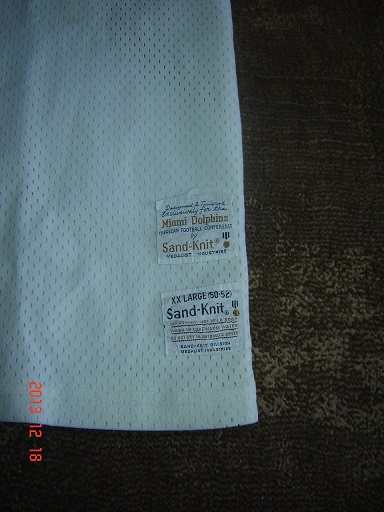 Designed & Tailored
Exclusively for the
Miami Dolphins
AMERICAN FOOTBALL CONFERENCE
by
Sand-Knit®
MEDALIST INDUSTRIES
XX LARGE (50-52)
Sand-Knit®
SAND-KNIT DIVISION
MEDALIST INDUSTRIES
2013 12 18